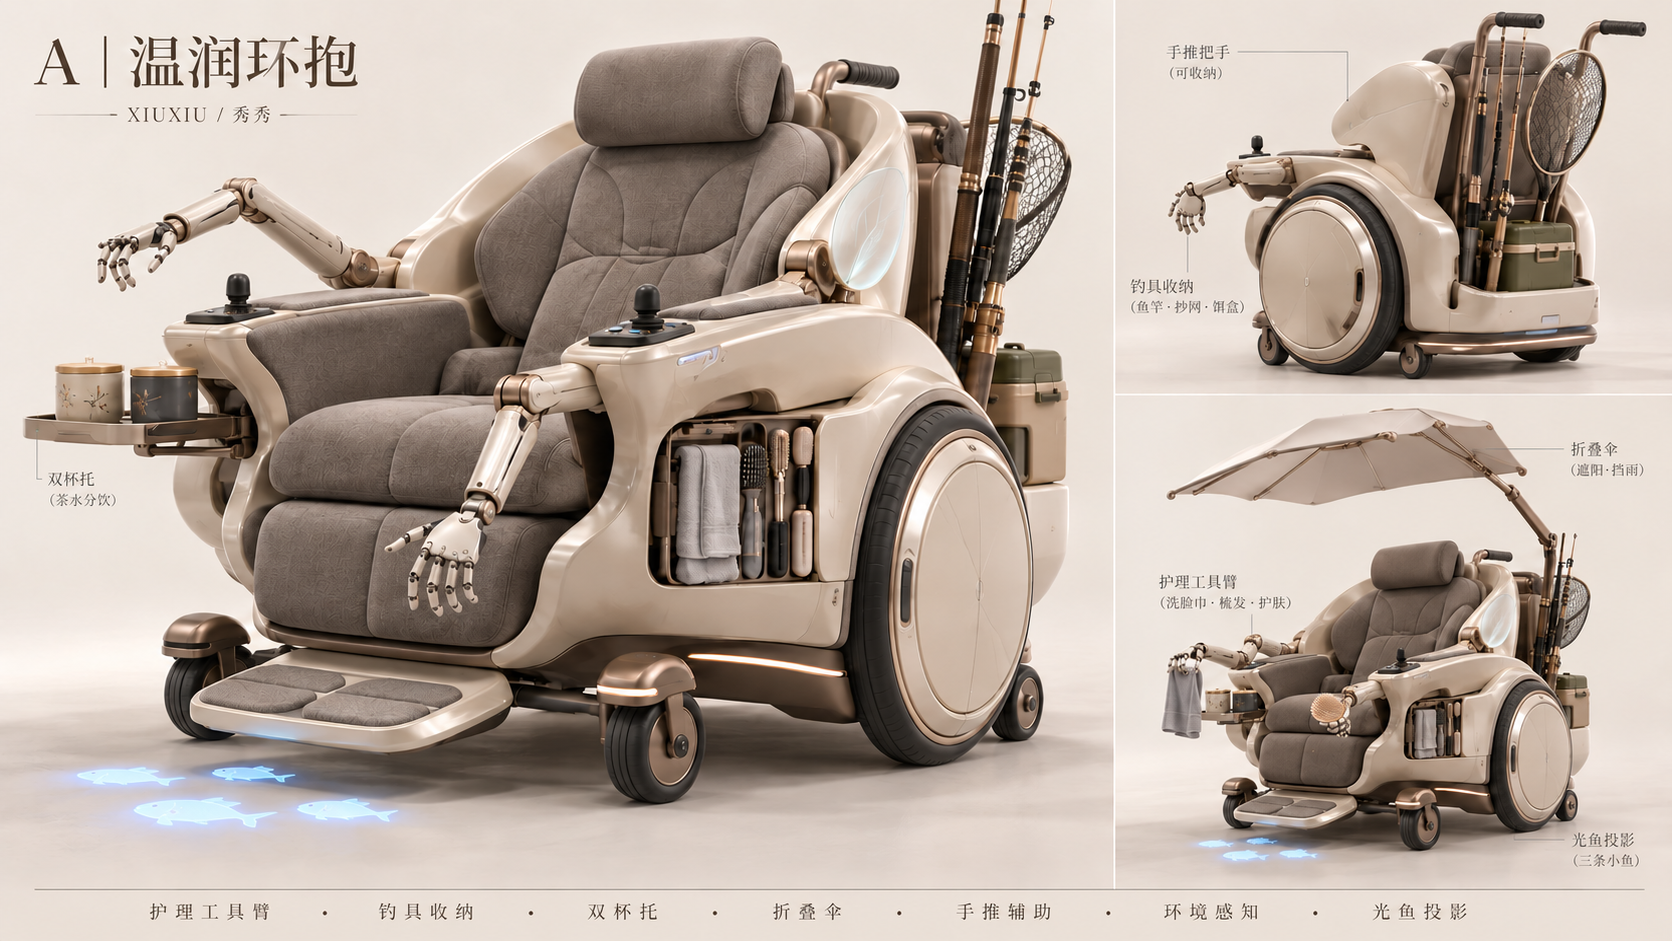 A | 温润环抱
XIUXIU / 秀秀
双杯托
（茶水分饮）
手推把手
（可收纳）
钓具收纳
（鱼竿·抄网·饵盒）
折叠伞
（遮阳·挡雨）
护理工具臂
（洗脸巾·梳发·护肤）
光鱼投影
（三条小鱼）
护理工具臂 · 钓具收纳 · 双杯托 · 折叠伞 · 手推辅助 · 环境感知 · 光鱼投影